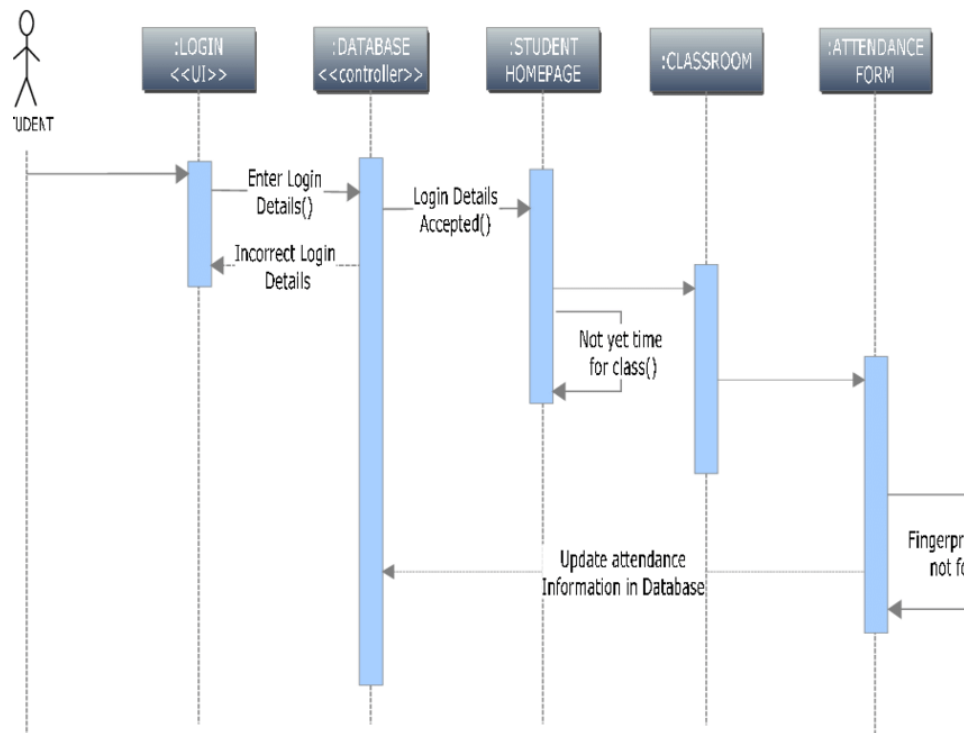 :LOGIN
<<UI>>
:DATABASE
<<controller>>
:STUDENT
HOMEPAGE
:CLASSROOM
:ATTENDANCE
FORM
TUDENT
Enter Login
Details()
Login Details
Accepted()
Incorrect Login
Details
Not yet time
for class()
Fingerpr
not fo
Update attendance
Information in Database